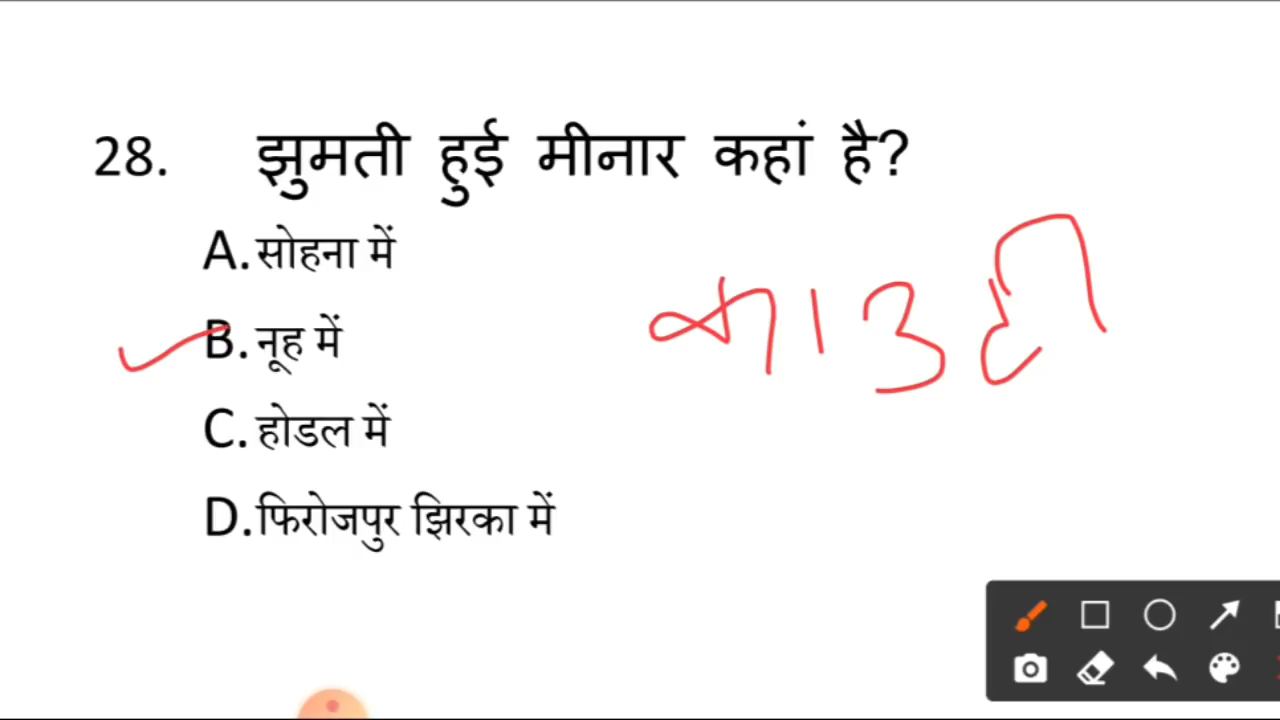 28. झुमती हुई मीनार कहां है?
A. सोहना में
B. नूह में
C. होडल में
D. फिरोजपुर झिरका में